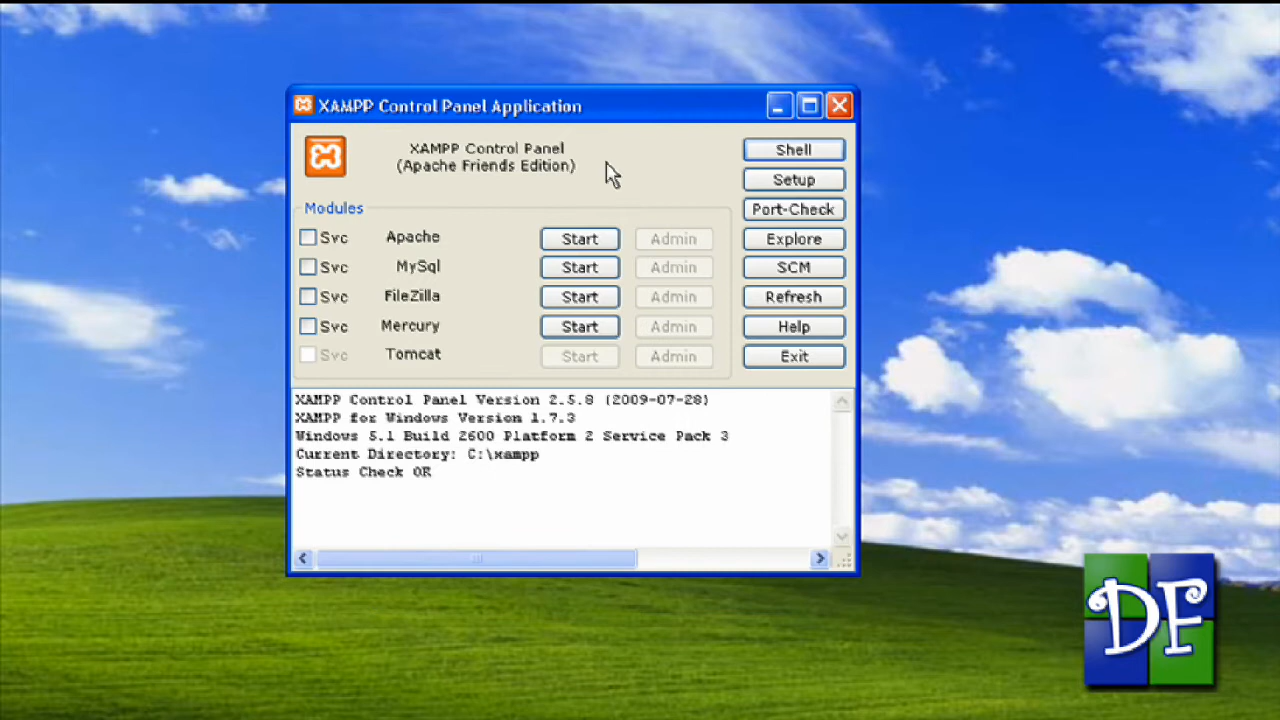 XAMPP Control Panel Application
XAMPP Control Panel
(Apache Friends Edition)
Shell
Setup
Port-Check
Explore
SCM
Refresh
Help
Exit
Modules
Svc Apache Start Admin
Svc MySql Start Admin
Svc FileZilla Start Admin
Svc Mercury Start Admin
Svc Tomcat Start Admin
XAMPP Control Panel Version 2.5.8 (2009-07-28)
XAMPP for Windows Version 1.7.3
Windows 5.1 Build 2600 Platform 2 Service Pack 3
Current Directory: C:\xampp
Status Check OK
DF